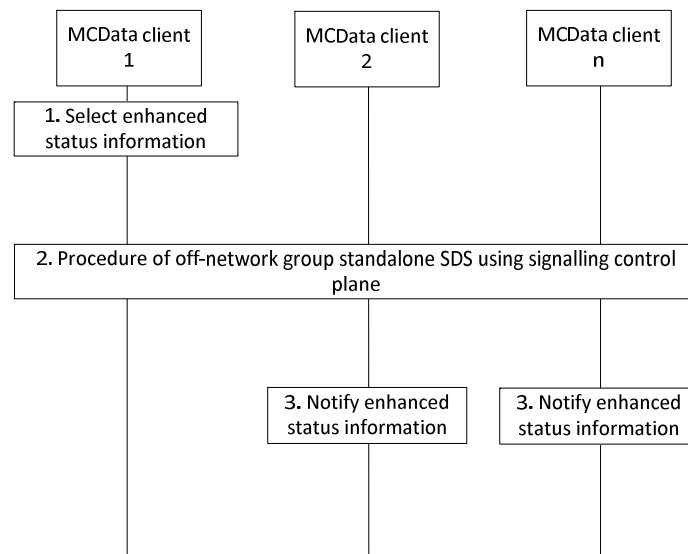 MCData client
1
MCData client
2
MCData client
n
1. Select enhanced
status information
2. Procedure of off-network group standalone SDS using signalling control
plane
3. Notify enhanced
status information
3. Notify enhanced
status information